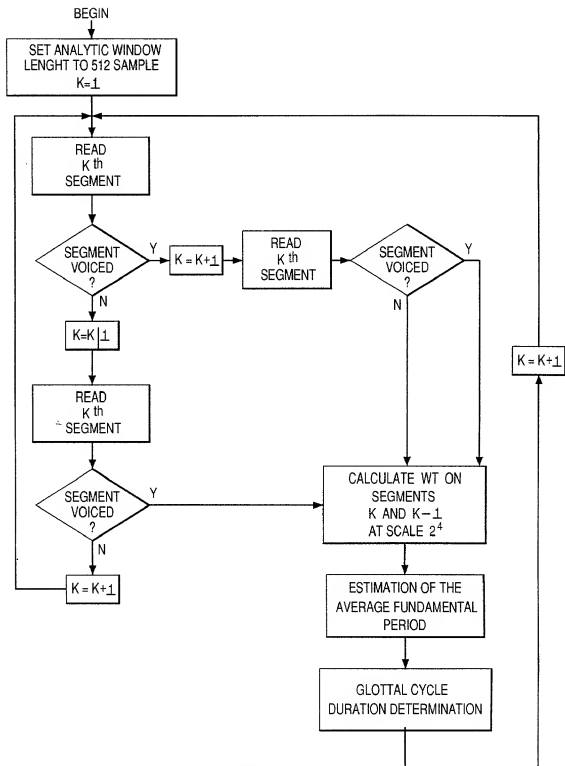 BEGIN
SET ANALYTIC WINDOW
LENGHT TO 512 SAMPLE
K=1
READ
K th
SEGMENT
SEGMENT
VOICED
?
Y
K = K+1
READ
K th
SEGMENT
SEGMENT
VOICED
?
Y
N
N
K=K|1
K = K+1
READ
K th
SEGMENT
SEGMENT
VOICED
?
Y
N
K = K+1
CALCULATE WT ON
SEGMENTS
K AND K-1
AT SCALE 2⁴
ESTIMATION OF THE
AVERAGE FUNDAMENTAL
PERIOD
GLOTTAL CYCLE
DURATION DETERMINATION